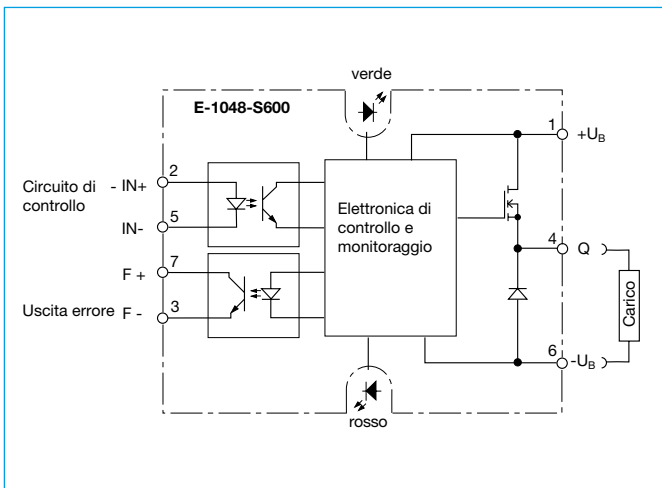 verde
E-1048-S600
1
+UB
2
Circuito di
controllo
- IN+
5
IN-
Elettronica di
controllo e
monitoraggio
4
Q
7
F +
Uscita errore
F -
3
Carico
6
-UB
rosso